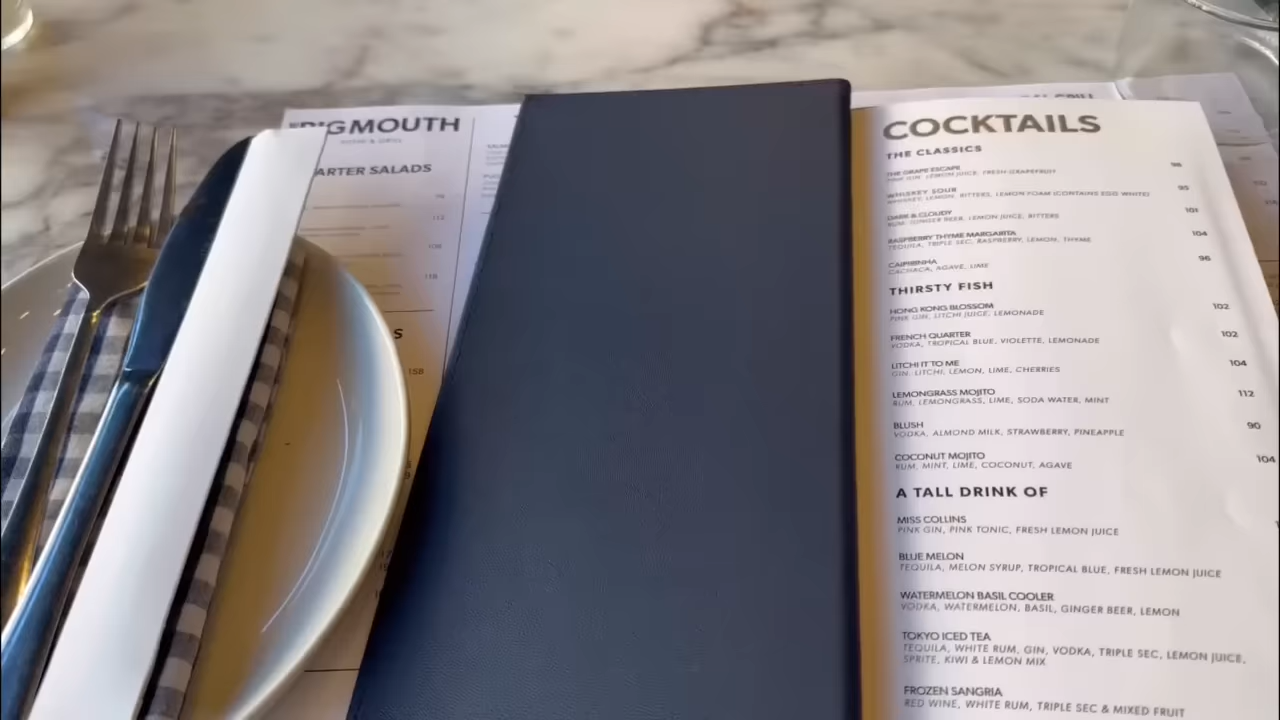 BIGMOUTH
ARTER SALADS
112
118
S
158
COCKTAILS
THE CLASSICS
THE GRAPE ESCAPE 98
PINK GIN, LEMON JUICE, FRESH GRAPEFRUIT
WHISKEY SOUR 95
WHISKEY, LEMON, BITTERS, LEMON FOAM (CONTAINS EGG WHITE)
DARK & CLOUDY 101
RUM, GINGER BEER, LEMON JUICE, BITTERS
RASPBERRY THYME MARGARITA 104
TEQUILA, TRIPLE SEC, RASPBERRY, LEMON, THYME
CAIPIRINHA 96
CACHACA, AGAVE, LIME
THIRSTY FISH
HONG KONG BLOSSOM 102
PINK GIN, LITCHI JUICE, LEMONADE
FRENCH QUARTER 102
VODKA, TROPICAL BLUE, VIOLETTE, LEMONADE
LITCHI IT TO ME 104
GIN, LITCHI, LEMON, LIME, CHERRIES
LEMONGRASS MOJITO 112
RUM, LEMONGRASS, LIME, SODA WATER, MINT
BLUSH 90
VODKA, ALMOND MILK, STRAWBERRY, PINEAPPLE
COCONUT MOJITO 104
RUM, MINT, LIME, COCONUT, AGAVE
A TALL DRINK OF
MISS COLLINS
PINK GIN, PINK TONIC, FRESH LEMON JUICE
BLUE MELON
TEQUILA, MELON SYRUP, TROPICAL BLUE, FRESH LEMON JUICE
WATERMELON BASIL COOLER
VODKA, WATERMELON, BASIL, GINGER BEER, LEMON
TOKYO ICED TEA
TEQUILA, WHITE RUM, GIN, VODKA, TRIPLE SEC, LEMON JUICE,
SPRITE, KIWI & LEMON MIX
FROZEN SANGRIA
RED WINE, WHITE RUM, TRIPLE SEC & MIXED FRUIT